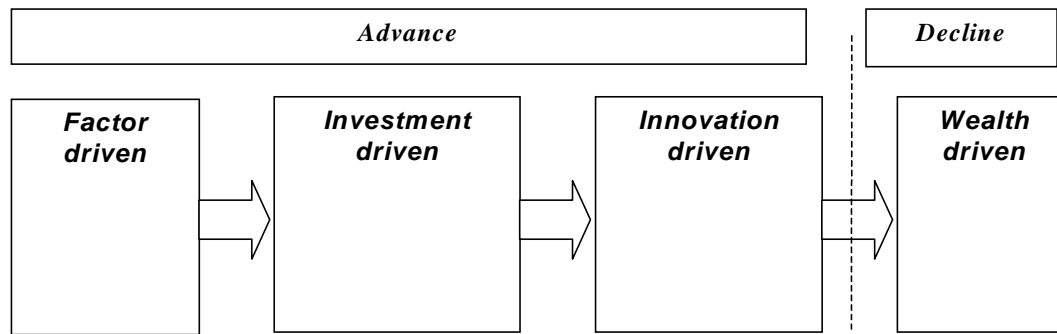 Advance
Decline
Factor
driven
Investment
driven
Innovation
driven
Wealth
driven